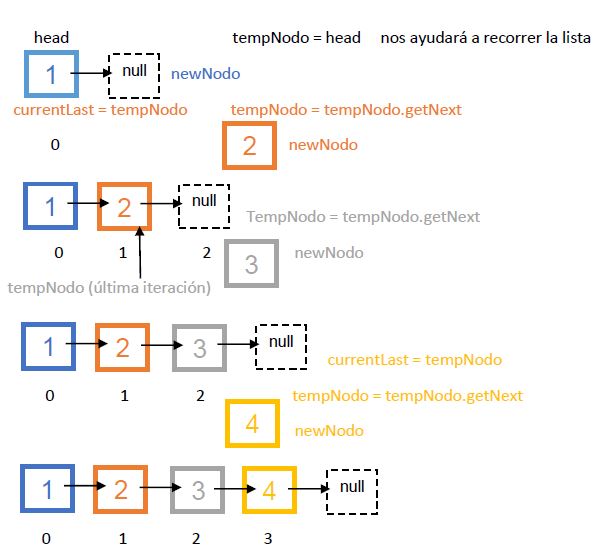 head tempNodo = head nos ayudará a recorrer la lista
1 null newNodo
currentLast = tempNodo tempNodo = tempNodo.getNext
0 2 newNodo
1 2 null TempNodo = tempNodo.getNext
0 1 2 3 newNodo
tempNodo (última iteración)
1 2 3 null
currentLast = tempNodo
0 1 2 tempNodo = tempNodo.getNext
4 newNodo
1 2 3 4 null
0 1 2 3